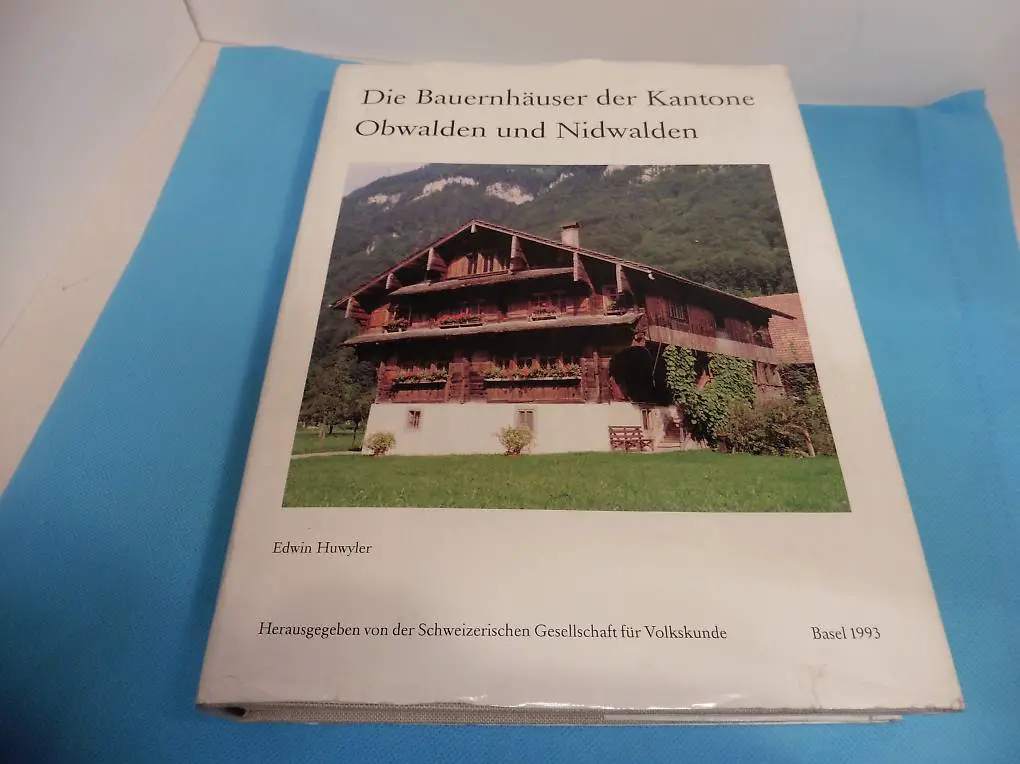 Die Bauernhäuser der Kantone
Obwalden und Nidwalden
Edwin Huwyler
Herausgegeben von der Schweizerischen Gesellschaft für Volkskunde Basel 1993